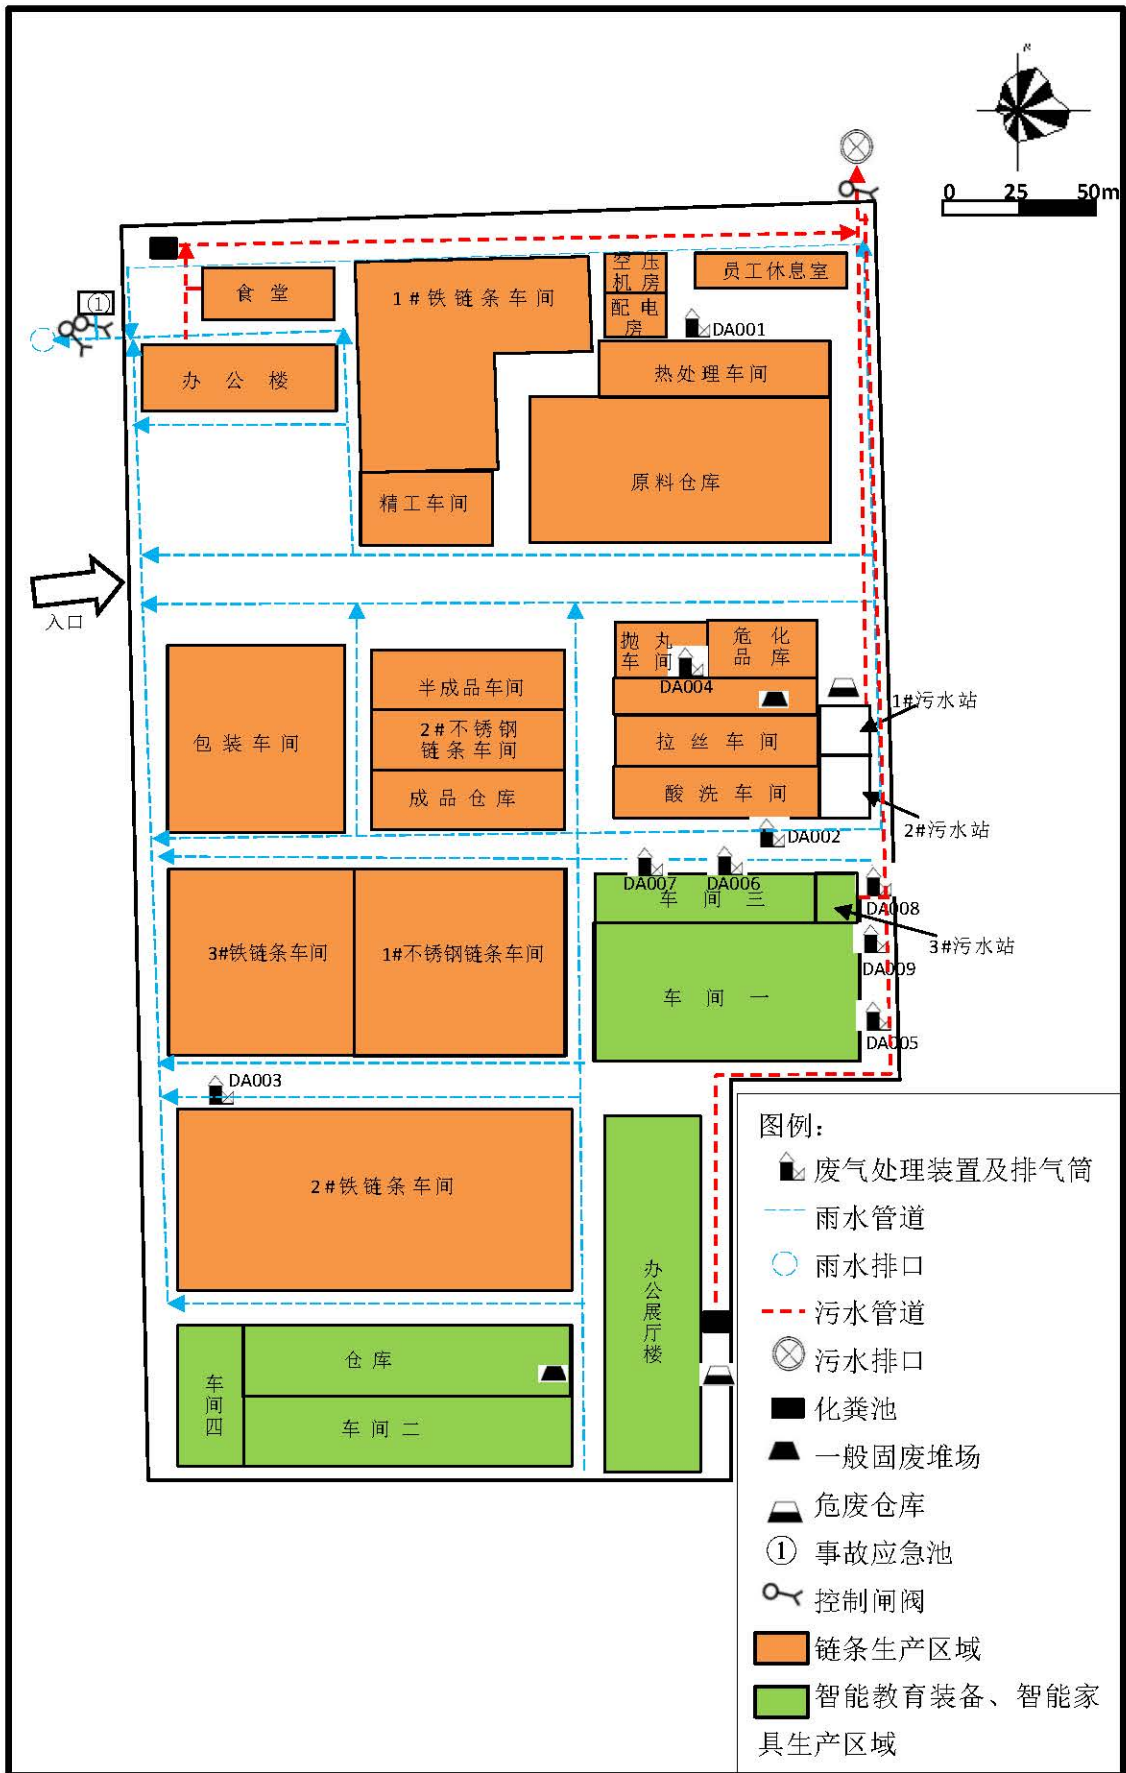 N
0 25 50m
空压
机房
员工休息室
食堂
1#铁链条车间
配电
房
①
DA001
办公楼
热处理车间
原料仓库
精工车间
入口
抛丸
车间
危化
品库
半成品车间
DA004
1#污水站
包装车间
2#不锈钢
链条车间
拉丝车间
成品仓库
酸洗车间
2#污水站
DA002
DA007
DA006
车间三
DA008
3#铁链条车间
1#不锈钢链条车间
3#污水站
DA009
车间一
DA005
DA003
2#铁链条车间
办公展厅楼
仓库
车间四
车间二
图例：
废气处理装置及排气筒
雨水管道
雨水排口
污水管道
污水排口
化粪池
一般固废堆场
危废仓库
① 事故应急池
控制闸阀
链条生产区域
智能教育装备、智能家
具生产区域